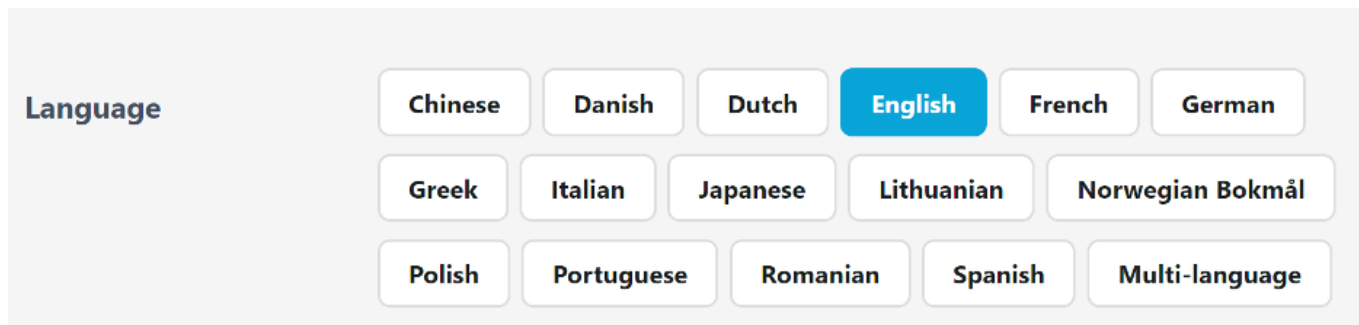 Language
Chinese Danish Dutch English French German
Greek Italian Japanese Lithuanian Norwegian Bokmål
Polish Portuguese Romanian Spanish Multi-language